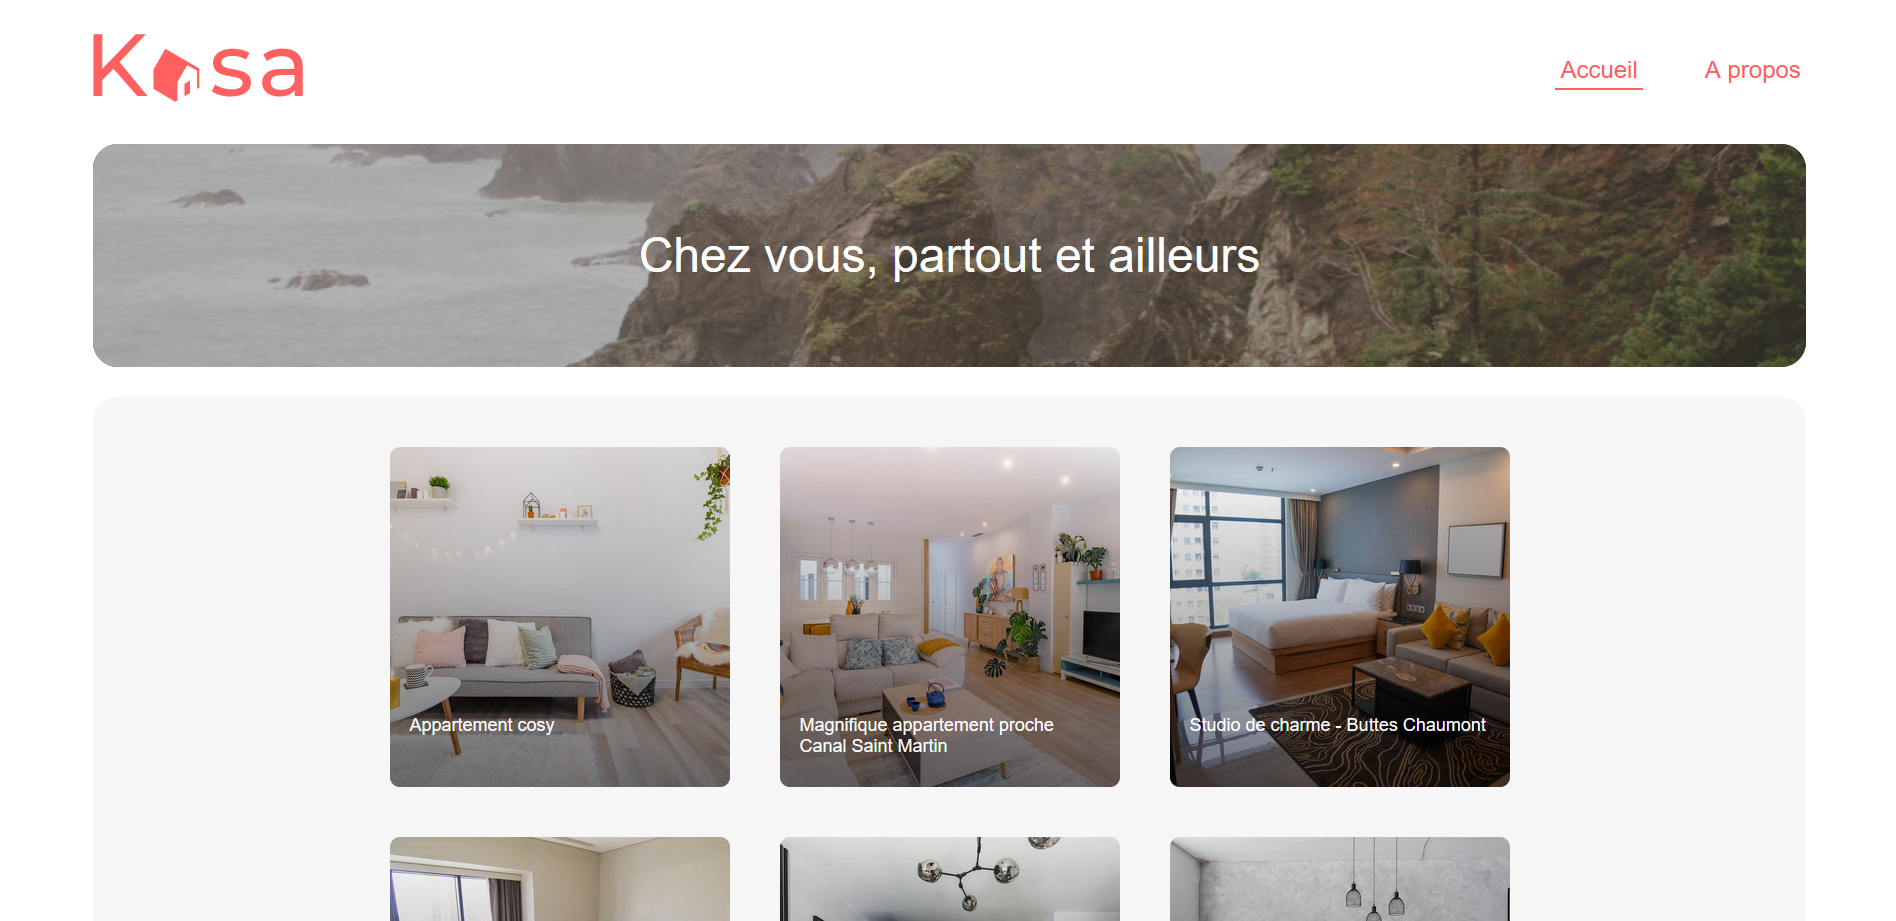 Kasa
Accueil
A propos
Chez vous, partout et ailleurs
Appartement cosy
Magnifique appartement proche
Canal Saint Martin
Studio de charme - Buttes Chaumont